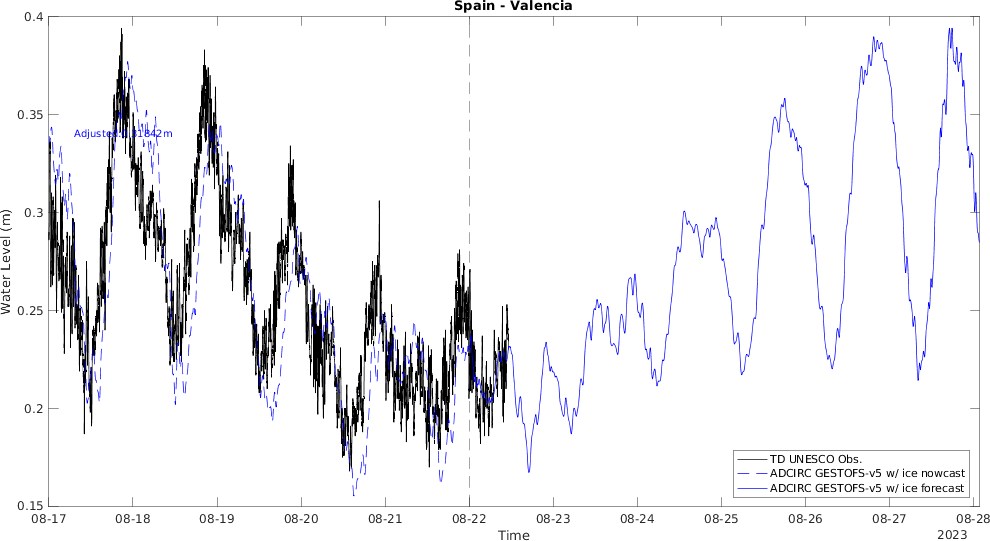 Spain - Valencia
0.4
0.35
0.3
0.25
0.2
0.15
Water Level (m)
m
08-17
08-18
08-19
08-20
08-21
08-22
08-23
08-24
08-25
08-26
08-27
08-28
Time
2023
TD UNESCO Obs.
ADCIRC GESTOFS-v5 w/ ice nowcast
ADCIRC GESTOFS-v5 w/ ice forecast